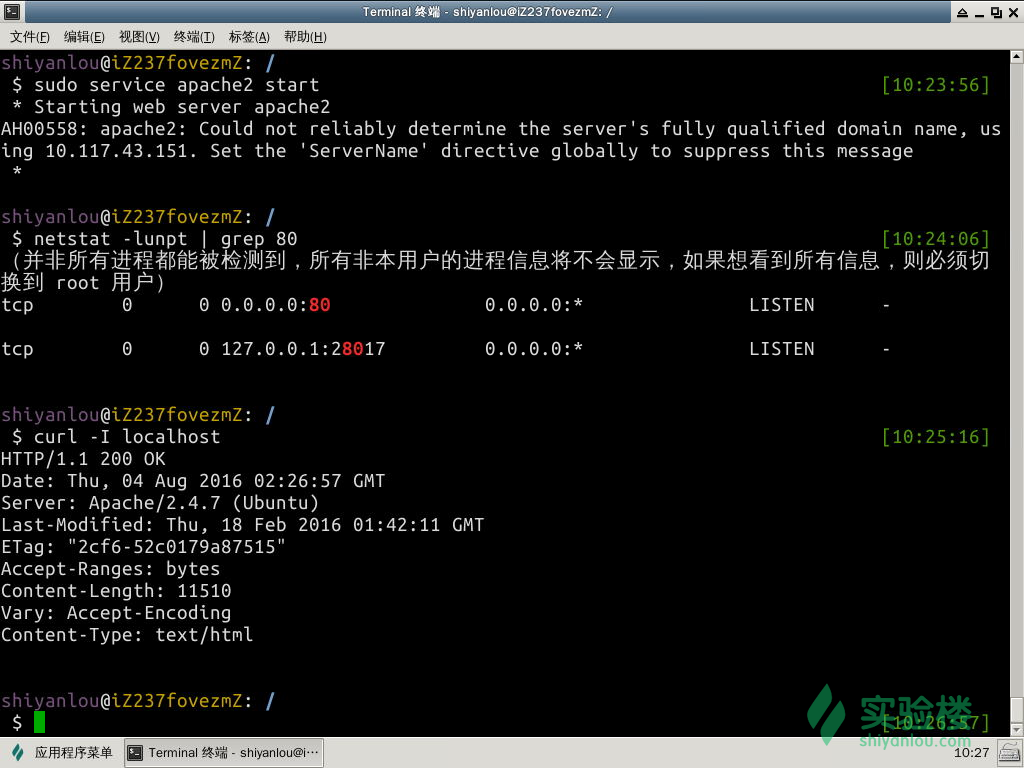 Terminal 终端 - shiyanlou@iZ237fovezmZ: /
文件(F) 编辑(E) 视图(V) 终端(T) 标签(A) 帮助(H)
shiyanlou@iZ237fovezmZ: /
$ sudo service apache2 start [10:23:56]
* Starting web server apache2
AH00558: apache2: Could not reliably determine the server's fully qualified domain name, us
ing 10.117.43.151. Set the 'ServerName' directive globally to suppress this message
*
shiyanlou@iZ237fovezmZ: /
$ netstat -lunpt | grep 80 [10:24:06]
（并非所有进程都能被检测到，所有非本用户的进程信息将不会显示，如果想看到所有信息，则必须切
换到 root 用户）
tcp 0 0 0.0.0.0:80 0.0.0.0:* LISTEN -
tcp 0 0 127.0.0.1:28017 0.0.0.0:* LISTEN -
shiyanlou@iZ237fovezmZ: /
$ curl -I localhost [10:25:16]
HTTP/1.1 200 OK
Date: Thu, 04 Aug 2016 02:26:57 GMT
Server: Apache/2.4.7 (Ubuntu)
Last-Modified: Thu, 18 Feb 2016 01:42:11 GMT
ETag: "2cf6-52c0179a87515"
Accept-Ranges: bytes
Content-Length: 11510
Vary: Accept-Encoding
Content-Type: text/html
shiyanlou@iZ237fovezmZ: /
$ [10:26:57]
实验楼
shiyanlou.com
应用程序菜单 Terminal 终端 - shiyanlou@i··· 10:27